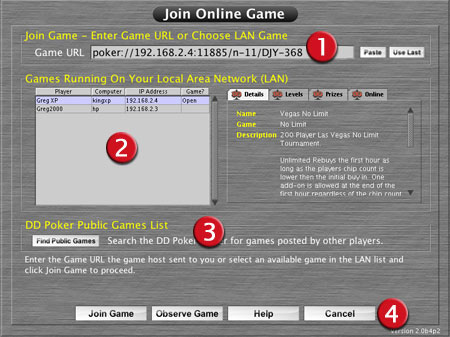 Join Online Game
Join Game – Enter Game URL or Choose LAN Game
1
Game URL poker://192.168.2.4:11885/n-11/DJY-368 Paste Use Last
Games Running On Your Local Area Network (LAN)
Player Computer IP Address Game?
Greg XP kingxp 192.168.2.4 Open
Greg2000 hp 192.168.2.3
2
Details Levels Prizes Online
Name Vegas No Limit
Game No Limit
Description 200 Player Las Vegas No Limit
Tournament.
Unlimited Rebuys the first hour as
long as the players chip count is
lower then the initial buy in. One
add-on is allowed at the end of the
first hour regardless of the chip count
DD Poker Public Games List
3
Find Public Games Search the DD Poker for games posted by other players.
Enter the Game URL the game host sent to you or select an available game in the LAN list and
click Join Game to proceed.
Join Game Observe Game Help Cancel
4
version 2.0b4p2